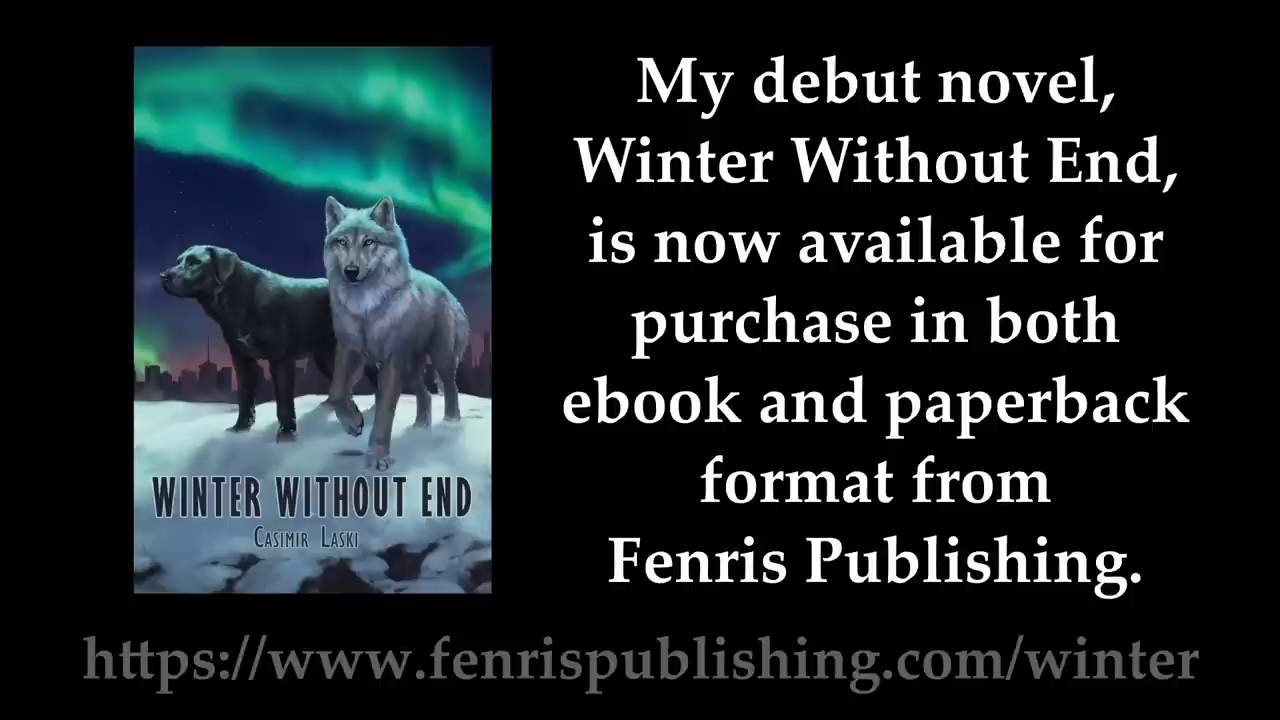 My debut novel,
Winter Without End,
is now available for
purchase in both
ebook and paperback
format from
Fenris Publishing.
WINTER WITHOUT END
CASIMIR LASKI
https://www.fenrispublishing.com/winter